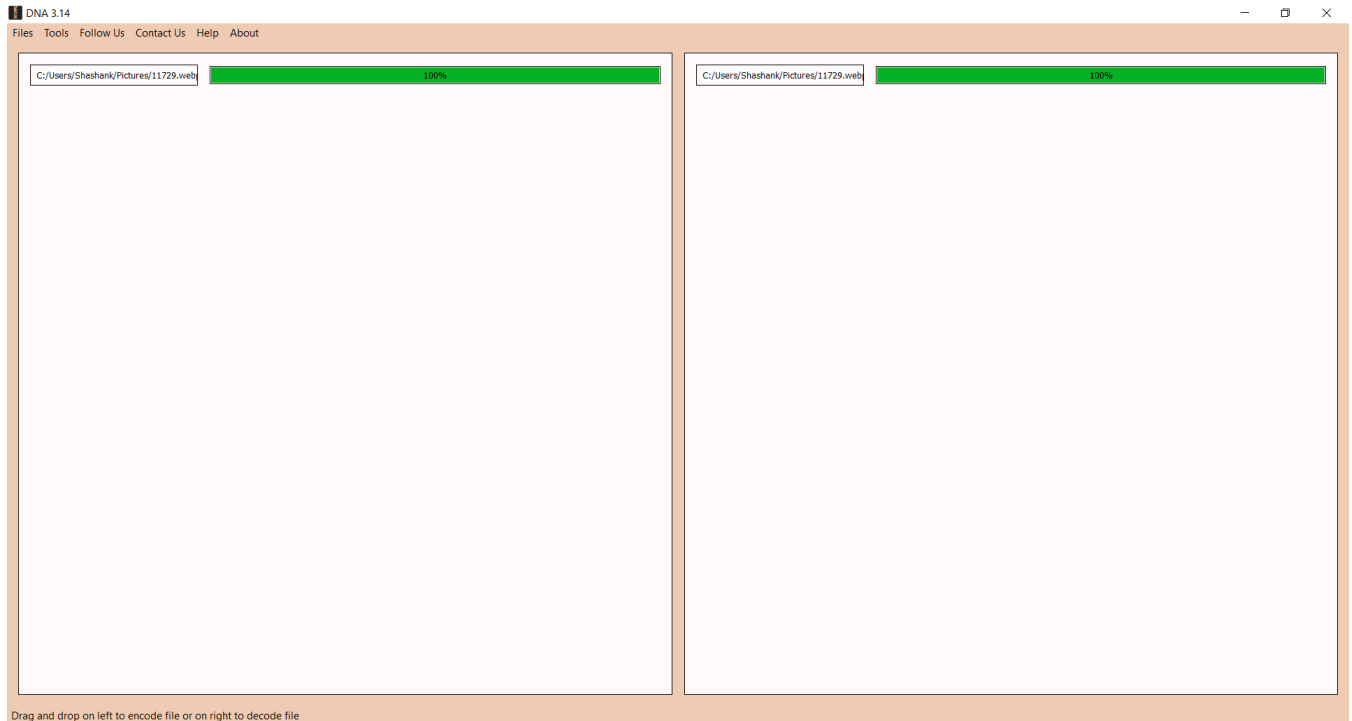 DNA 3.14
Files Tools Follow Us Contact Us Help About
C:/Users/Shashank/Pictures/11729.web
100%
C:/Users/Shashank/Pictures/11729.web
100%
Drag and drop on left to encode file or on right to decode file